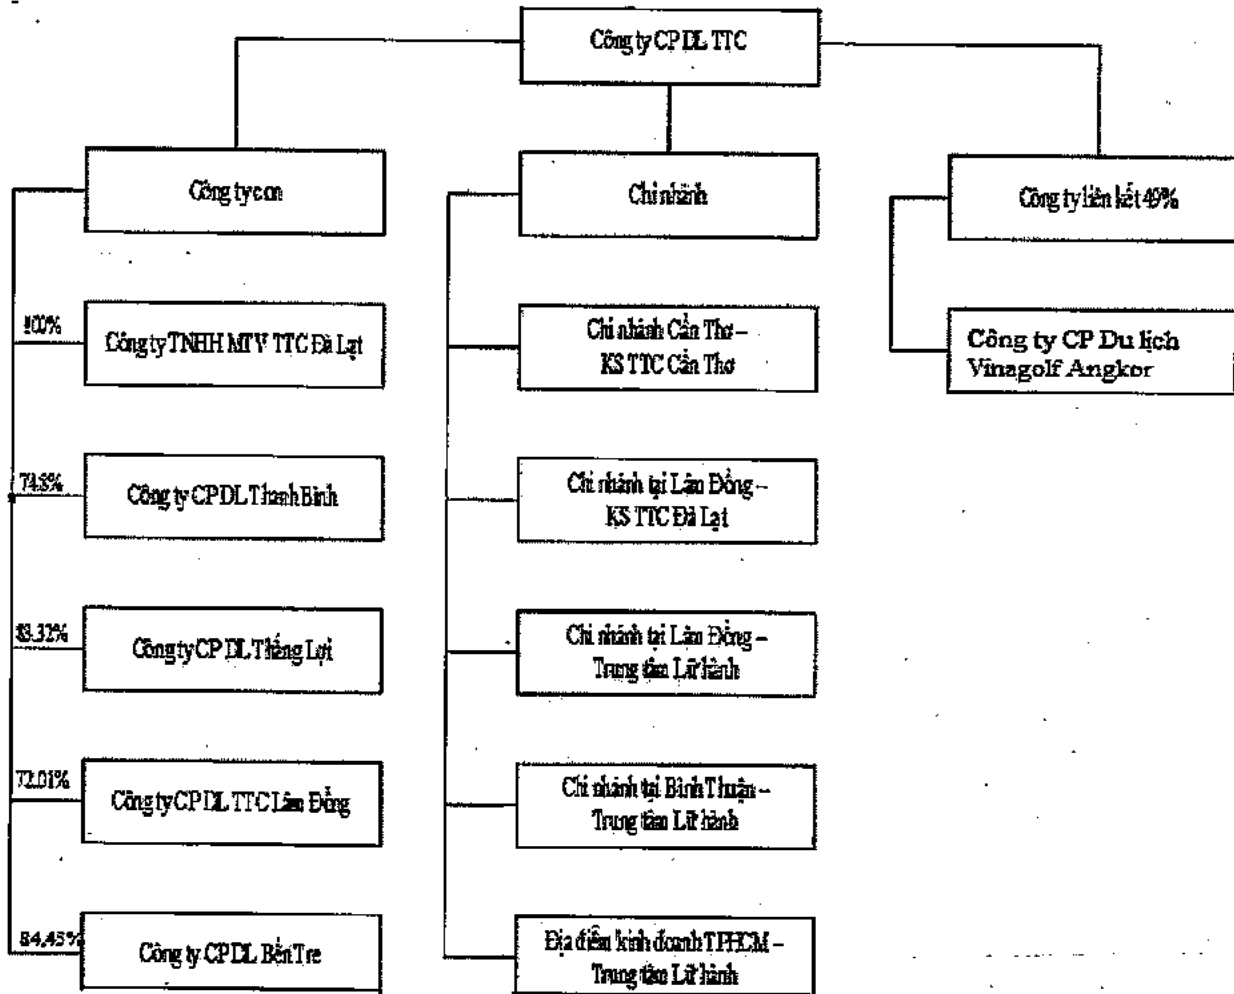 Công ty CP DL TTC
Công ty con
100%
Công ty TNHH MTV TTC Đà Lạt
74.8%
Công ty CP DL Thanh Bình
83.32%
Công ty CP DL Thắng Lợi
72.01%
Công ty CP DL TTC Lâm Đồng
84.45%
Công ty CP DL Bến Tre
Chi nhánh
Chi nhánh Cần Thơ –
KS TTC Cần Thơ
Chi nhánh tại Lâm Đồng –
KS TTC Đà Lạt
Chi nhánh tại Lâm Đồng –
Trung tâm Lữ hành
Chi nhánh tại Bình Thuận –
Trung tâm Lữ hành
Địa điểm kinh doanh TPHCM –
Trung tâm Lữ hành
Công ty liên kết 49%
Công ty CP Du lịch
Vinagolf Angkor